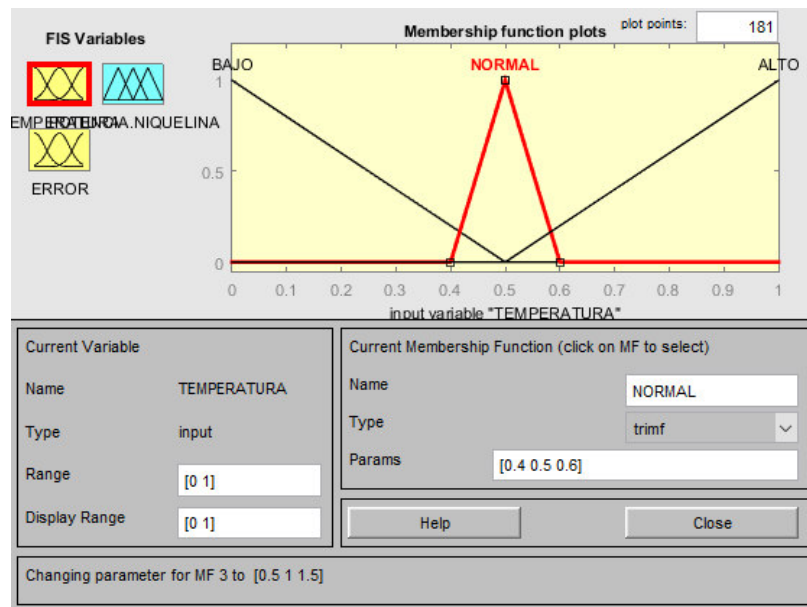 FIS Variables
Membership function plots
plot points:
181
BAJO
NORMAL
ALTO
1
0.5
0
0 0.1 0.2 0.3 0.4 0.5 0.6 0.7 0.8 0.9 1
input variable "TEMPERATURA"
ERROR
Current Variable
Name TEMPERATURA
Type input
Range [0 1]
Display Range [0 1]
Current Membership Function (click on MF to select)
Name NORMAL
Type trimf
Params [0.4 0.5 0.6]
Help
Close
Changing parameter for MF 3 to [0.5 1 1.5]